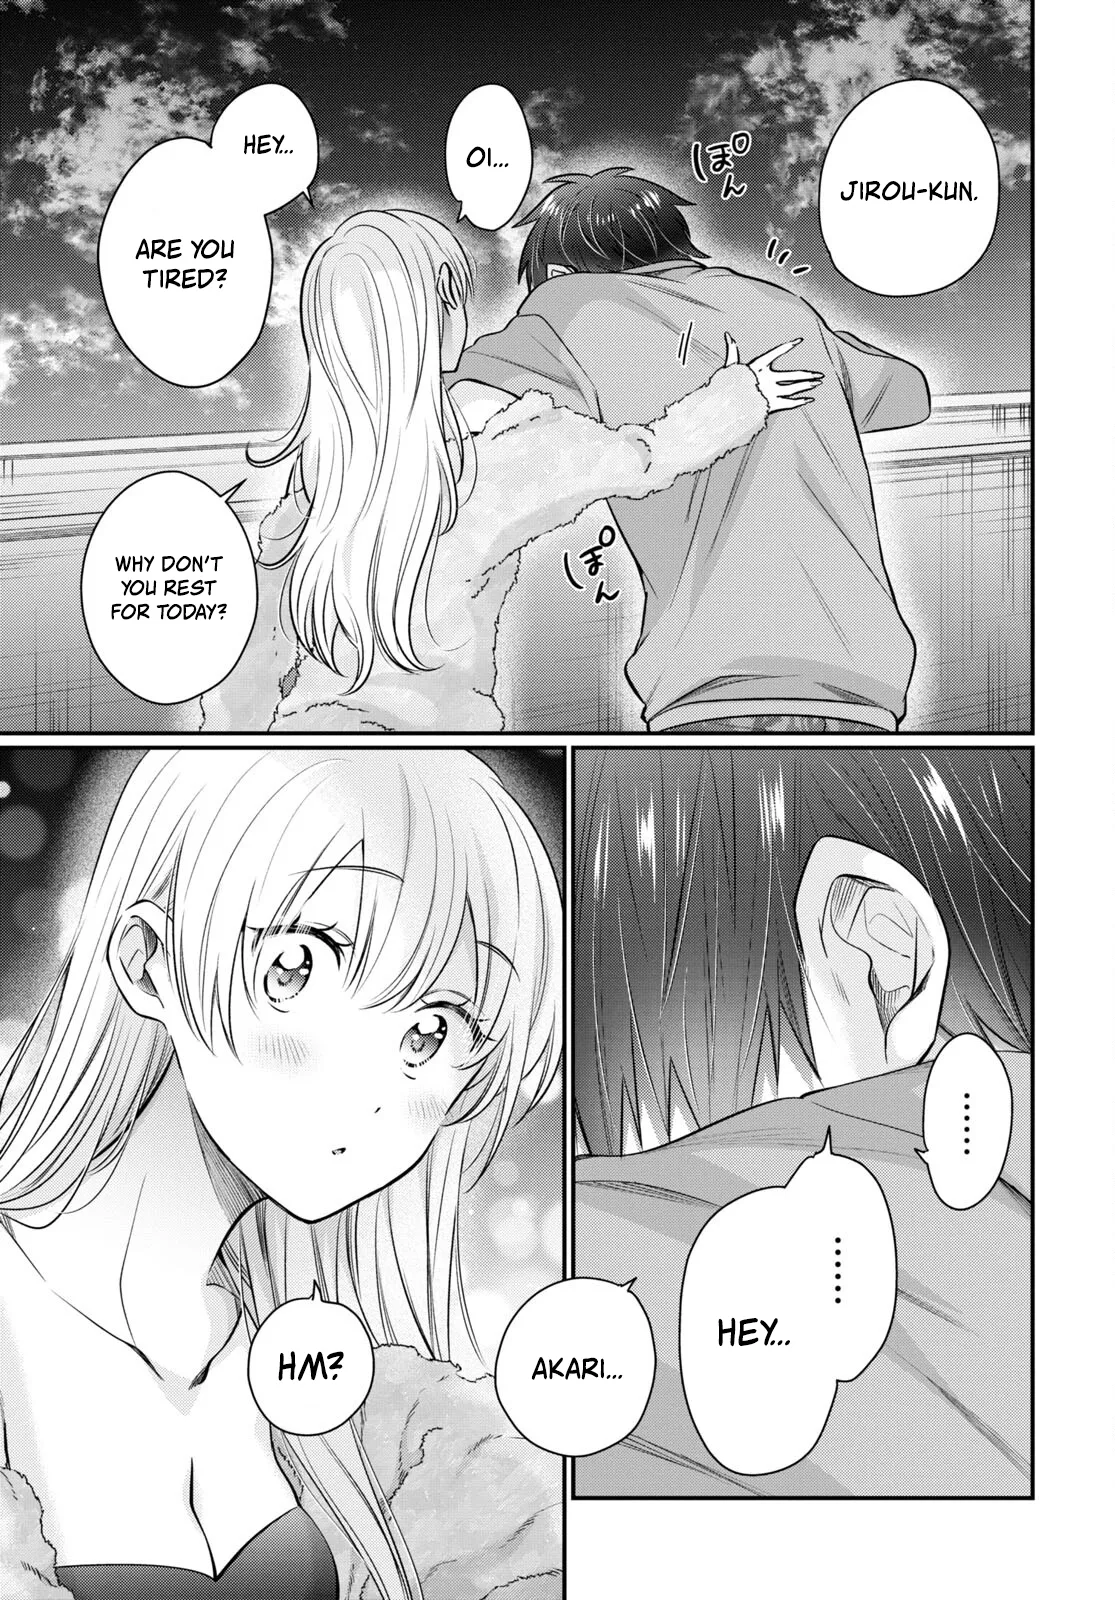 JIROU-KUN.
ぽん
OI...
HEY...
ARE YOU
TIRED?
ぽん
WHY DON'T
YOU REST
FOR TODAY?
......
......
HEY...
AKARI...
HM?